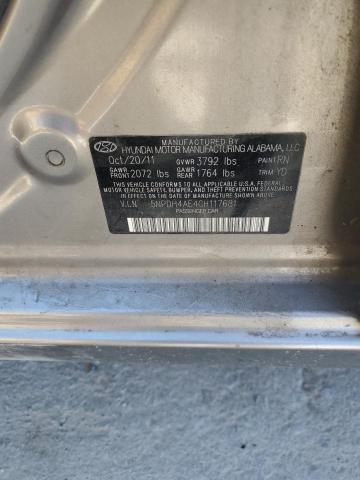 MANUFACTURED BY
HYUNDAI MOTOR MANUFACTURING ALABAMA, LLC
Oct/20/11 GVWR 3792 lbs PAINT RN
GAWR FRONT 2072 lbs GAWR REAR 1764 lbs TRIM YD
THIS VEHICLE CONFORMS TO ALL APPLICABLE U.S.A. FEDERAL
MOTOR VEHICLE SAFETY, BUMPER, AND THEFT PREVENTION STANDARDS
IN EFFECT ON THE DATE OF MANUFACTURE SHOWN ABOVE.
V.I.N: 5NPDH4AE4CH117681
PASSENGER CAR